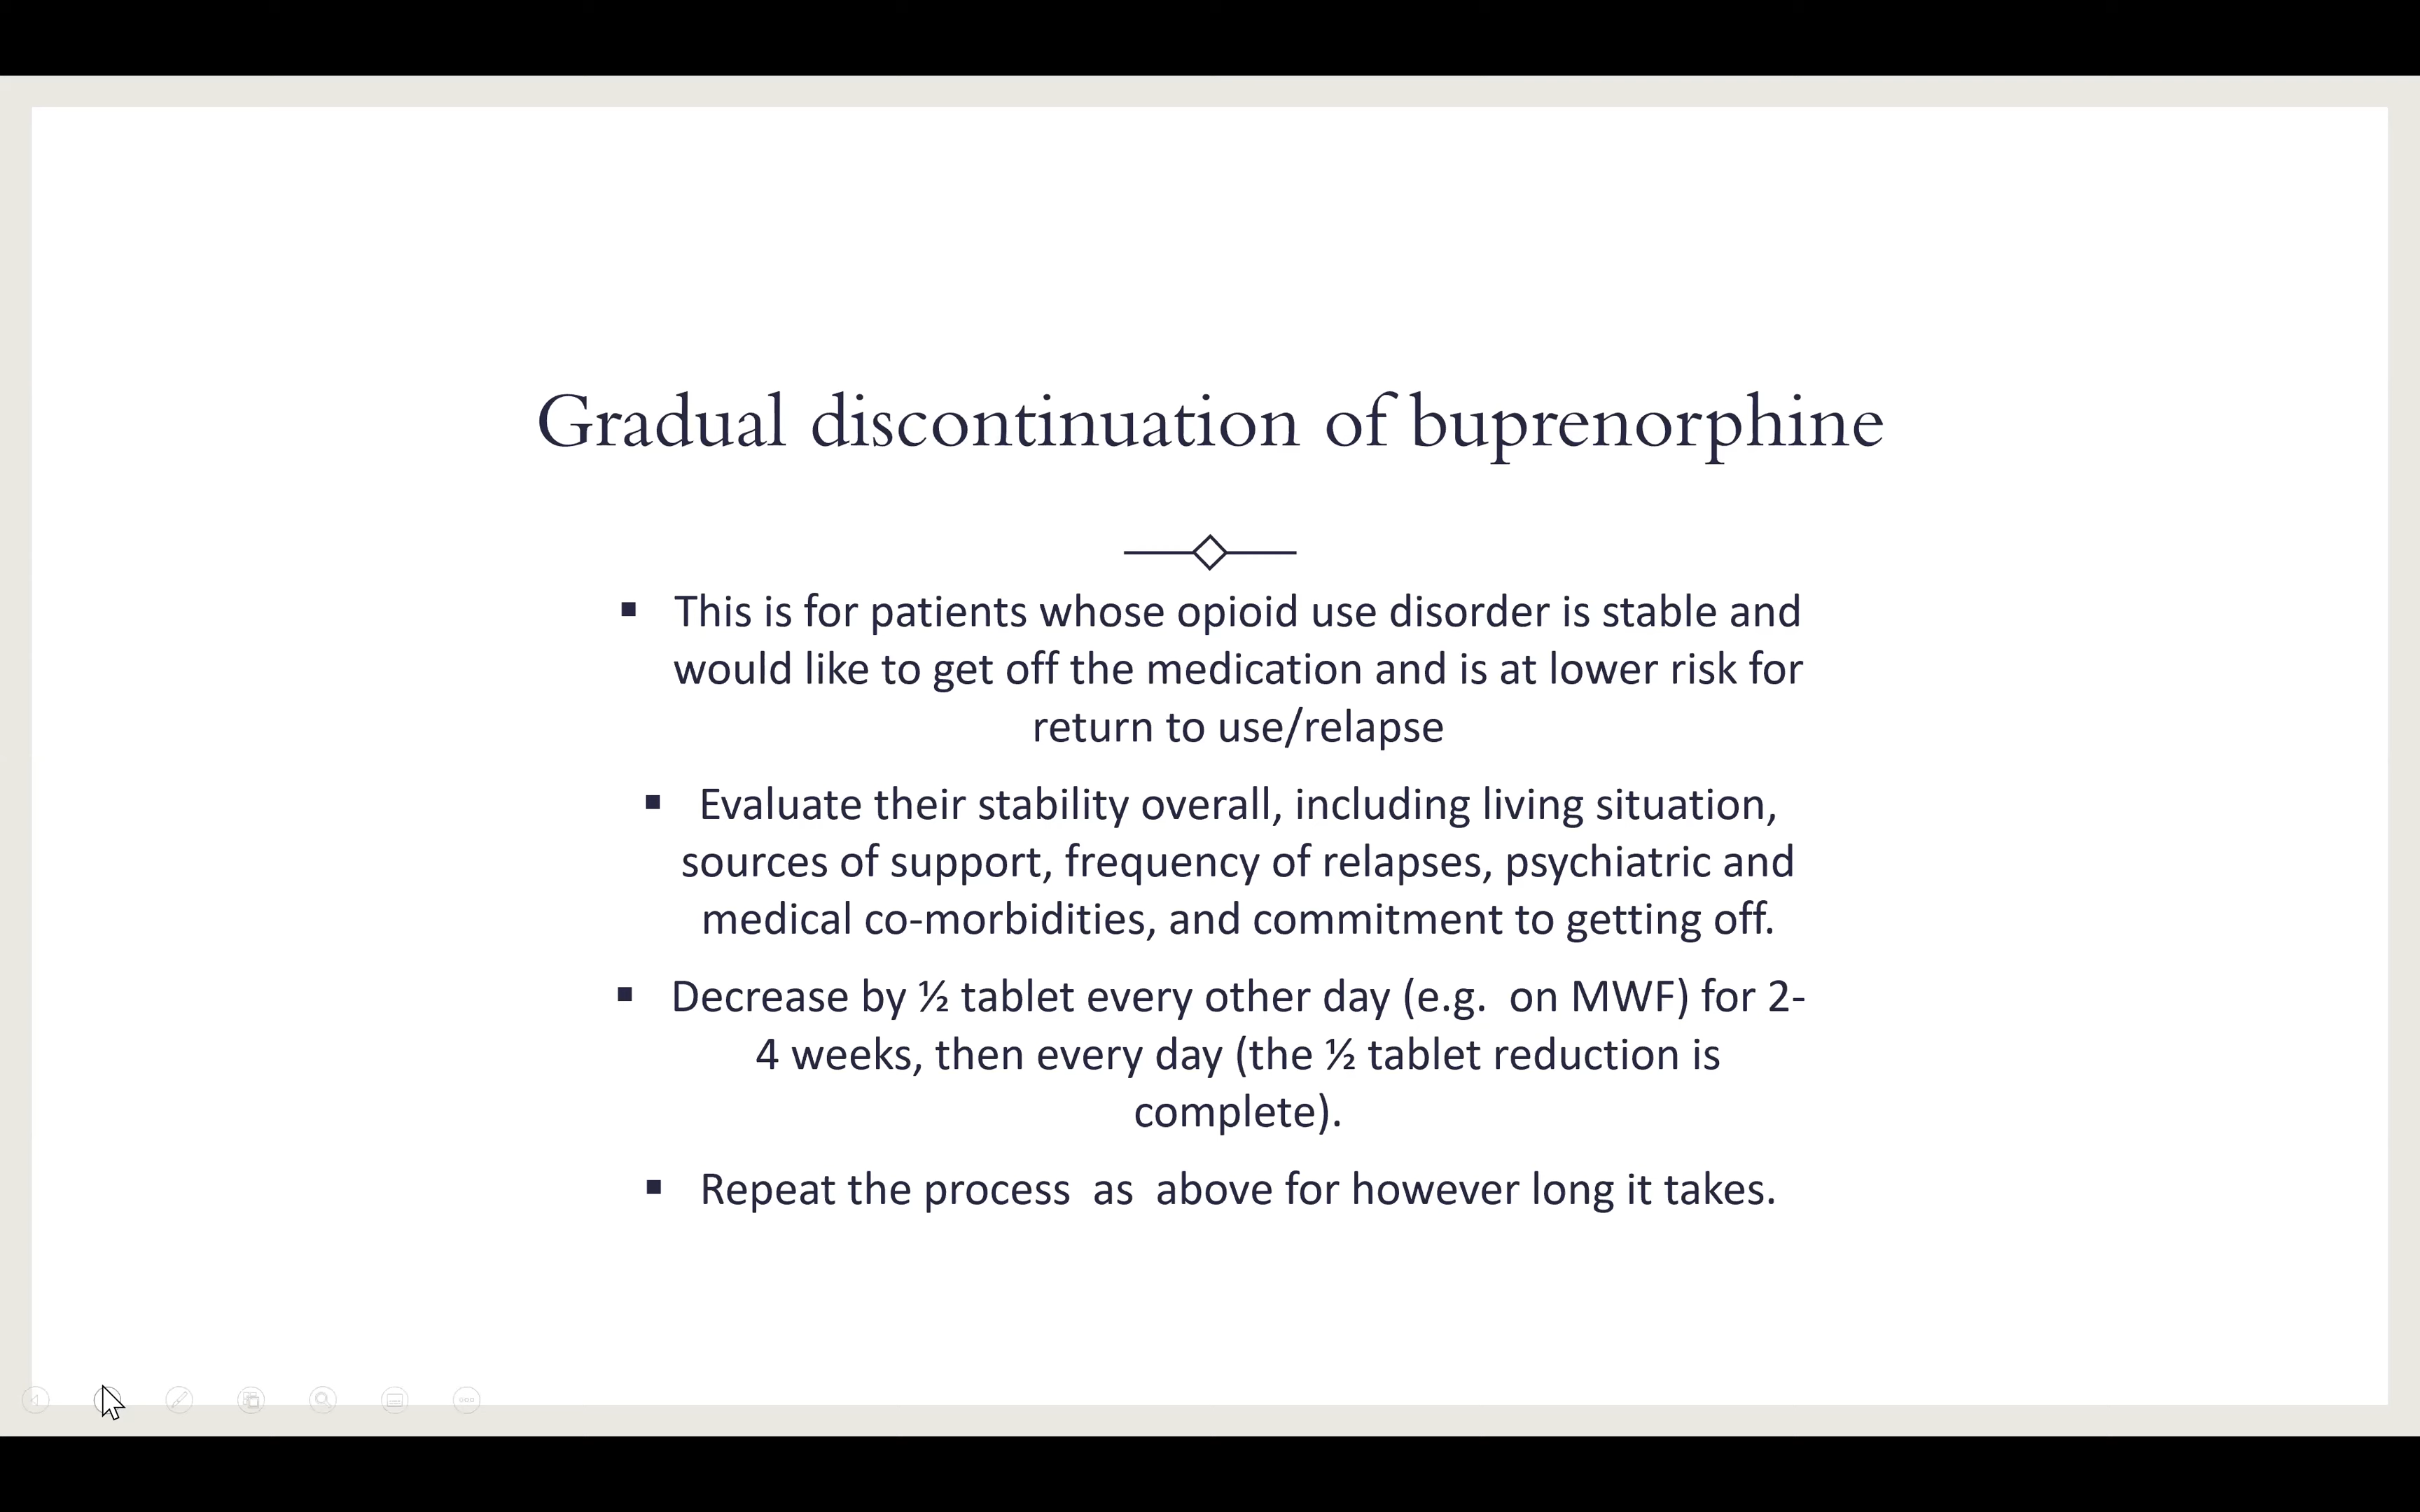 Gradual discontinuation of buprenorphine
▪ This is for patients whose opioid use disorder is stable and
would like to get off the medication and is at lower risk for
return to use/relapse
▪ Evaluate their stability overall, including living situation,
sources of support, frequency of relapses, psychiatric and
medical co-morbidities, and commitment to getting off.
▪ Decrease by ½ tablet every other day (e.g.  on MWF) for 2-
4 weeks, then every day (the ½ tablet reduction is
complete).
▪ Repeat the process  as  above for however long it takes.